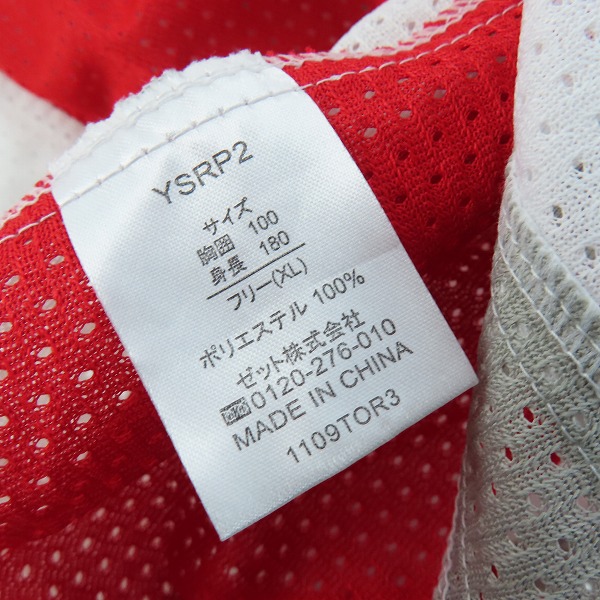 YSRP2
サイズ
胸囲 100
身長 180
フリー(XL)
ポリエステル 100%
ゼット株式会社
0120-276-010
MADE IN CHINA
1109TOR3